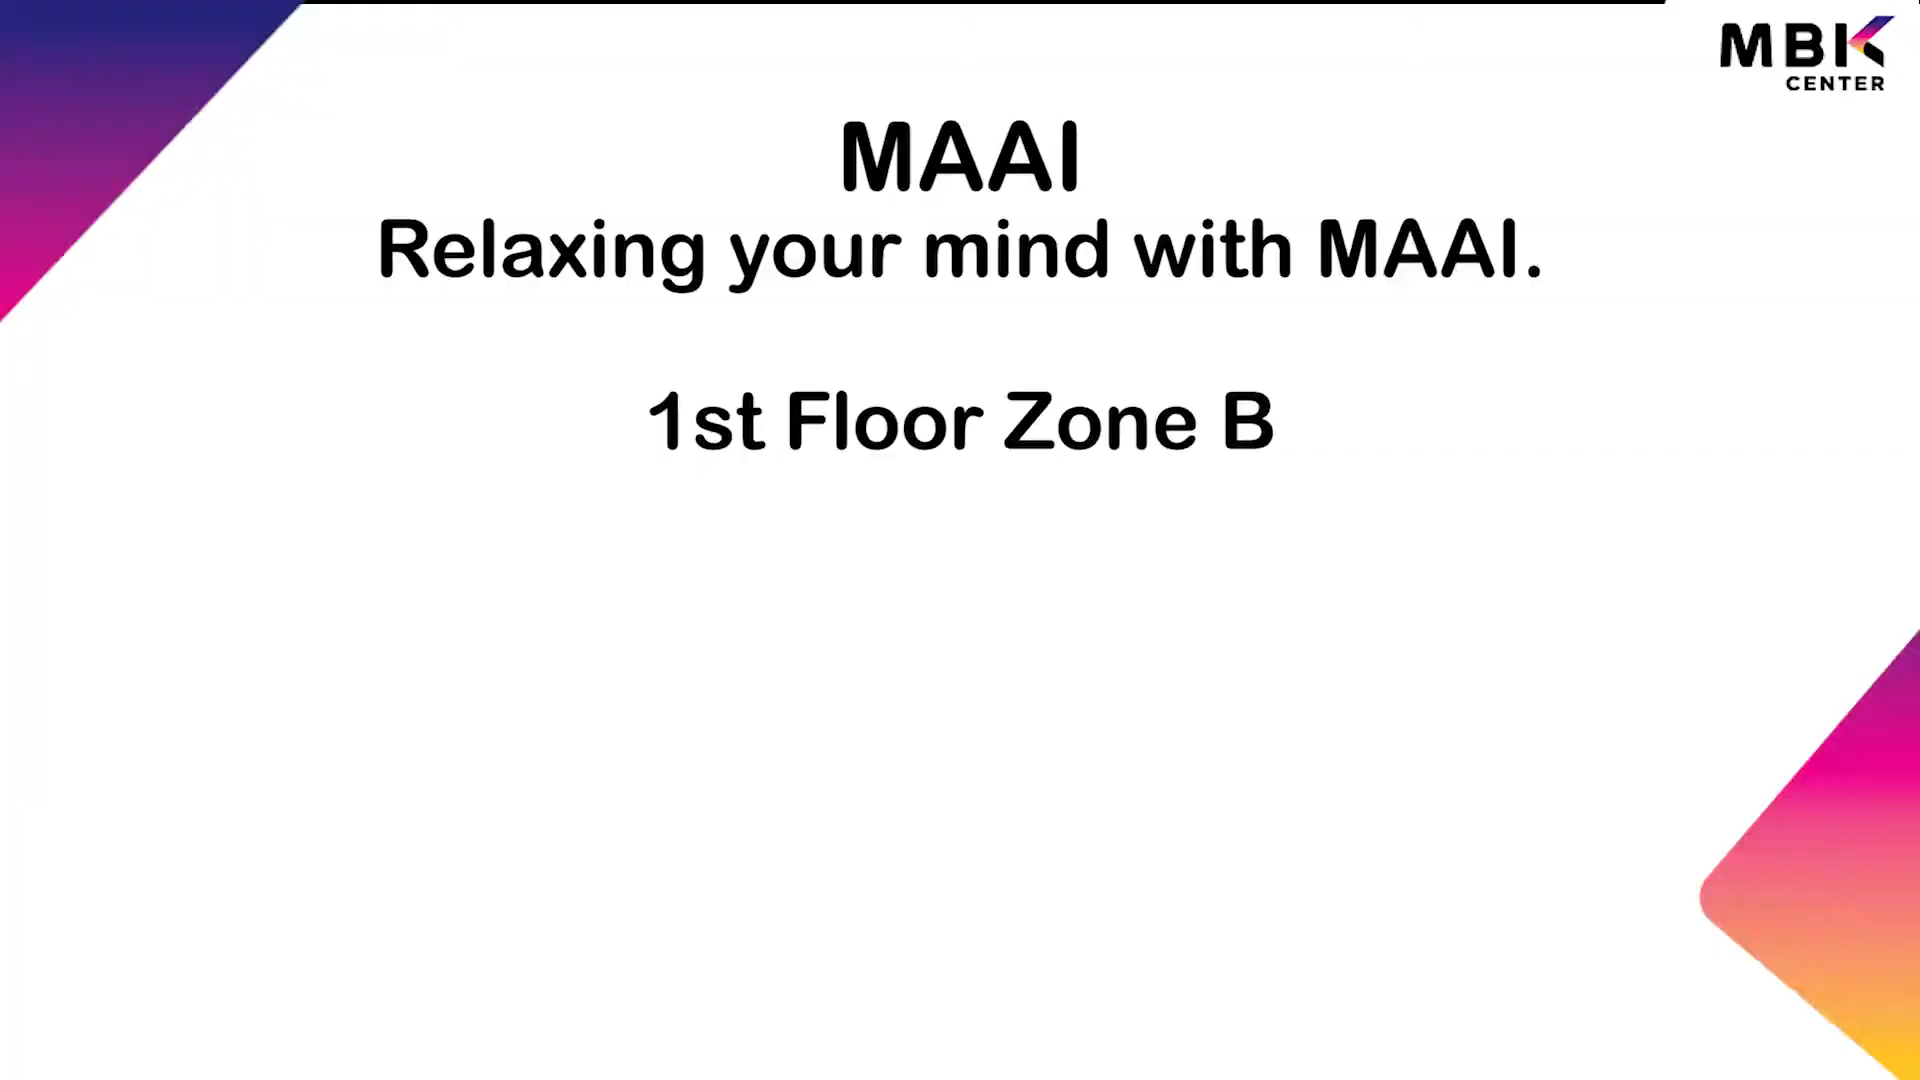 MBK
CENTER
MAAI
Relaxing your mind with MAAI.
1st Floor Zone B